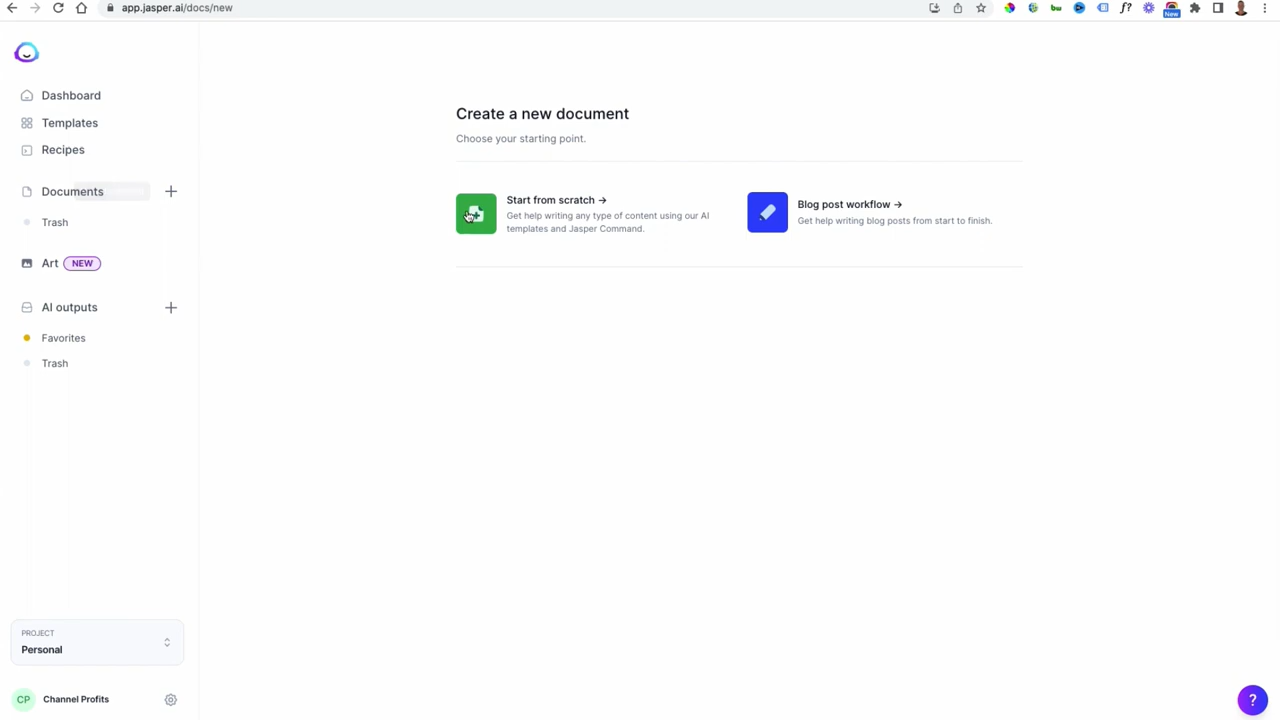 app.jasper.ai/docs/new
New
Dashboard
Templates
Recipes
Documents
Trash
Art NEW
AI outputs
Favorites
Trash
PROJECT
Personal
CP Channel Profits
Create a new document
Choose your starting point.
Start from scratch →
Get help writing any type of content using our AI
templates and Jasper Command.
Blog post workflow →
Get help writing blog posts from start to finish.
?